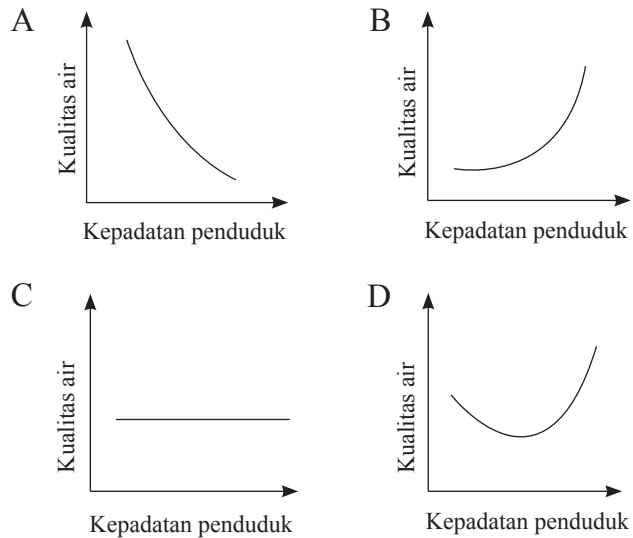 A
Kualitas air
Kepadatan penduduk
B
Kualitas air
Kepadatan penduduk
C
Kualitas air
Kepadatan penduduk
D
Kualitas air
Kepadatan penduduk